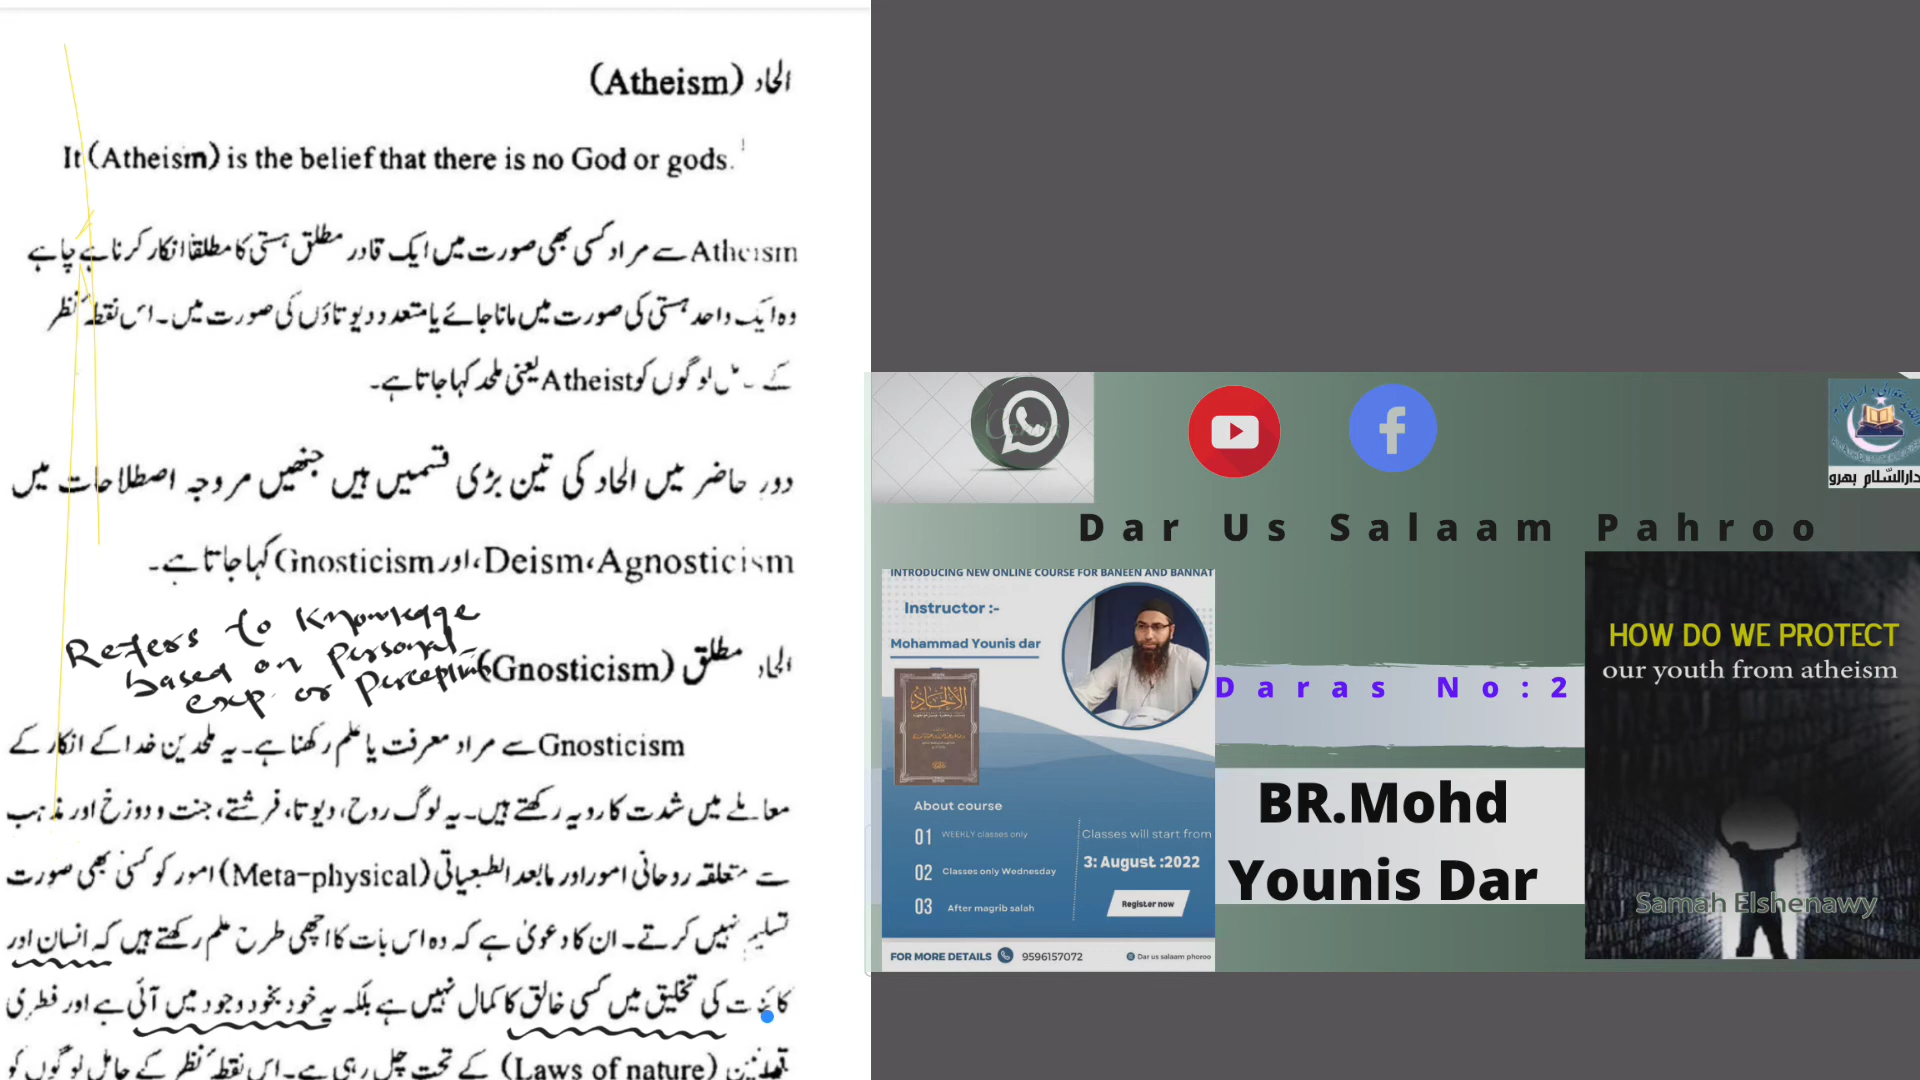 الحاد (Atheism)
It (Atheism) is the belief that there is no God or gods.¹
Atheism سے مراد کسی بھی صورت میں ایک قادر مطلق ہستی کا مطلقاً انکار کرنا ہے چاہے
وہ ایک واحد ہستی کی صورت میں مانا جائے یا متعدد دیوتاؤں کی صورت میں۔ اس نقطۂ نظر
کے لوگوں کو Atheist یعنی ملحد کہا جاتا ہے۔
دور حاضر میں الحاد کی تین بڑی قسمیں ہیں جنھیں مروجہ اصطلاحات میں
Deism، Agnosticism، اور Gnosticism کہا جاتا ہے۔
Refers to Knowledge
based on Personal
exp. or Perception
الحاد مطلق (Gnosticism)
Gnosticism سے مراد معرفت یا علم رکھنا ہے۔ یہ ملحدین خدا کے انکار کے
معاملے میں شدت کا رویہ رکھتے ہیں۔ یہ لوگ روح، دیوتا، فرشتے، جنت و دوزخ اور مذہب
سے متعلقہ روحانی امور اور مابعد الطبعیاتی (Meta-physical) امور کو کسی بھی صورت
تسلیم نہیں کرتے۔ ان کا دعویٰ ہے کہ وہ اس بات کا اچھی طرح علم رکھتے ہیں کہ انسان اور
کائنات کی تخلیق میں کسی خالق کا کمال نہیں ہے بلکہ یہ خود بخود وجود میں آئی ہے اور فطری
قوانین (Laws of nature) کے تحت چل رہی ہے۔ اس نقطۂ نظر کے حامل لوگوں کو
دارالسّلام پھرو
Dar Us Salaam Pahroo
INTRODUCING NEW ONLINE COURSE FOR BANEEN AND BANNAT
Instructor :-
Mohammad Younis dar
الإلحاد
About course
01 WEEKLY classes only
02 Classes only Wednesday
03 After magrib salah
Classes will start from
3: August :2022
Register now
FOR MORE DETAILS 9596157072 Dar us salaam phoroo
Daras No:2
BR.Mohd
Younis Dar
HOW DO WE PROTECT
our youth from atheism
Samah Elshenawy